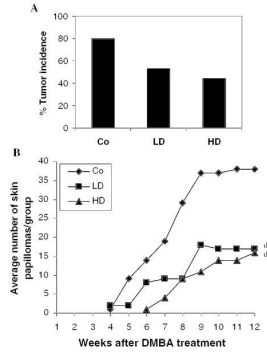 A
% Tumor incidence
100
80
60
40
20
0
Co LD HD
B
Average number of skin papillomas/group
40
35
30
25
20
15
10
5
0
Co
LD
HD
1 2 3 4 5 6 7 8 9 10 11 12
Weeks after DMBA treatment
d
d